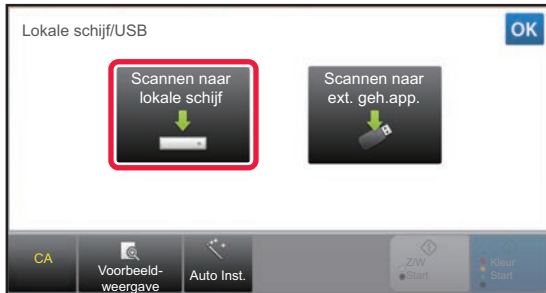 Lokale schijf/USB
OK
Scannen naar
lokale schijf
Scannen naar
ext. geh.app.
CA
Voorbeeld-
weergave
Auto Inst.
Z/W
Start
Kleur
Start